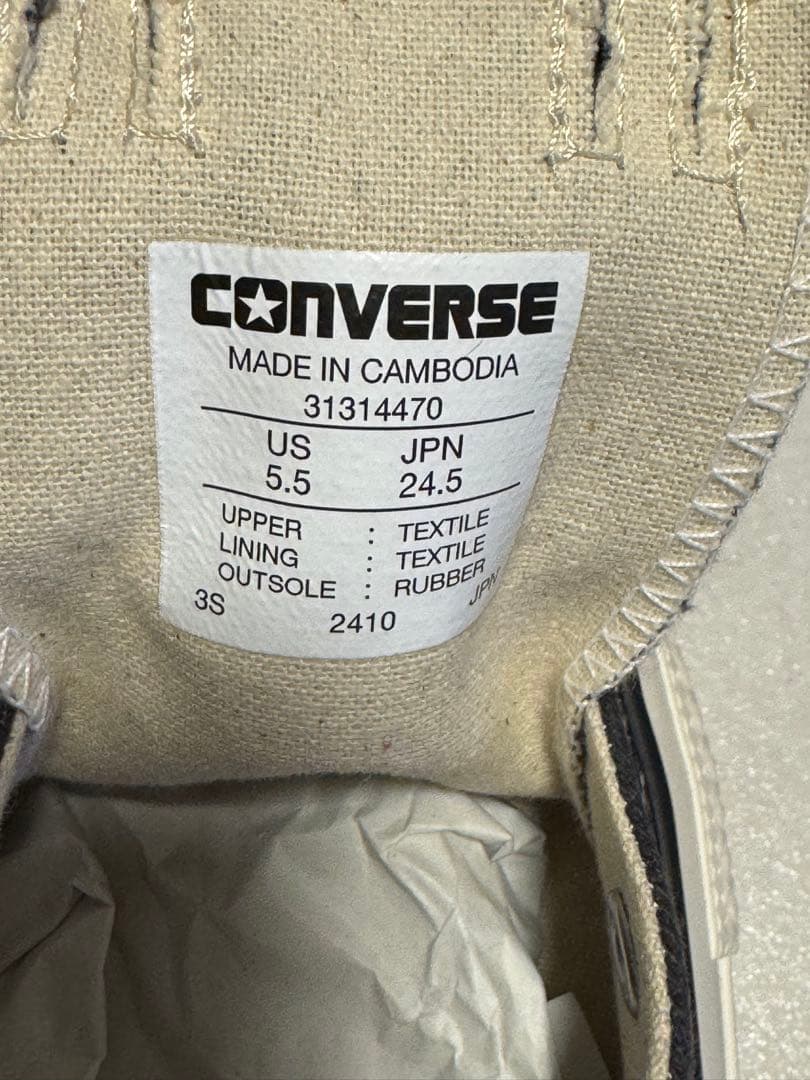 CONVERSE
MADE IN CAMBODIA
31314470
US JPN
5.5 24.5
UPPER : TEXTILE
LINING : TEXTILE
OUTSOLE : RUBBER
3S 2410 JPN